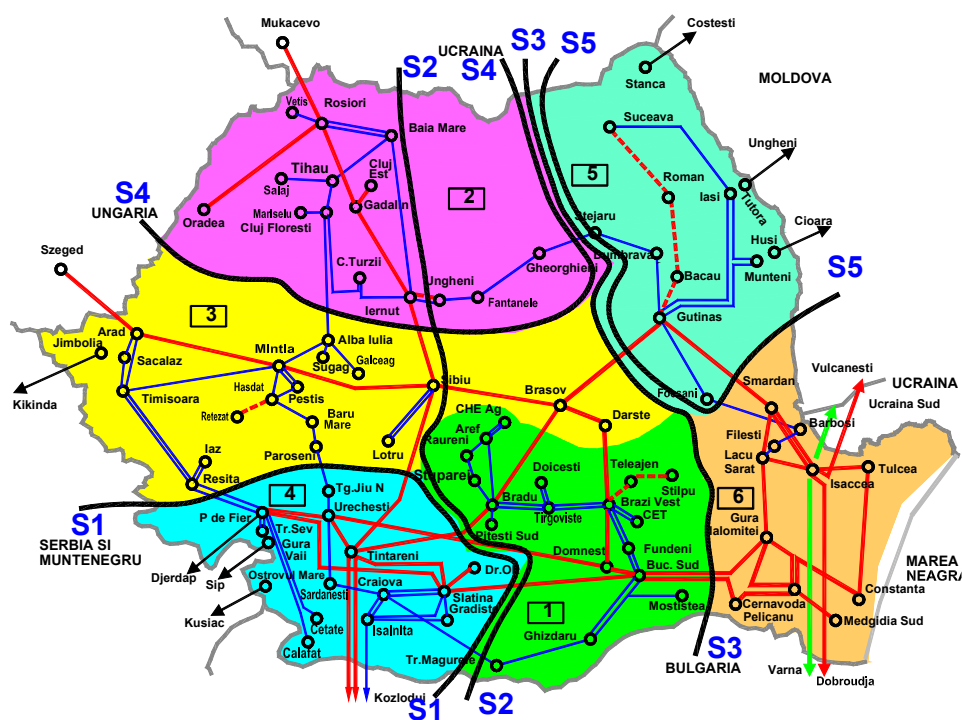 Mukacevo
Costesti
S2
UCRAINA
S3
S5
S4
MOLDOVA
Stanca
Vetis
Rosiori
Baia Mare
Suceava
Ungheni
Tihau
Cluj
Est
Salaj
Roman
Iasi
Tutora
Cioara
5
2
S4
UNGARIA
Oradea
Marlselu
Cluj Floresti
Gadalin
Stejaru
Dumbrava
Husi
Munteni
S5
Szeged
C.Turzii
Gheorghieni
Bacau
Ungheni
Iernut
Fantanele
Gutinas
3
Arad
Jimbolia
Sacalaz
MIntIa
Alba Iulia
Sugag
Galceag
Vulcanesti
UCRAINA
Ucraina Sud
Kikinda
Timisoara
Hasdat
Pestis
Retezat
Sibiu
Brasov
Focsani
Smardan
Barbosi
Baru
Mare
CHE Ag
Aref
Raureni
Darste
Filesti
Lacu
Sarat
Iaz
Resita
Paroseni
Lotru
Stuparei
Doicesti
Teleajen
Stilpu
Isaccea
Tulcea
S1
SERBIA SI
MUNTENEGRU
4
Tg.Jiu N
Urechesti
Bradu
Tirgoviste
Brazi Vest
CET
6
Gura
Ialomitei
P de Fier
Tr.Sev
Gura
Vaii
Pitesti Sud
Domnest
Fundeni
Tintareni
Buc. Sud
MAREA
NEAGRA
Djerdap
Sip
Ostrovul Mare
Sardanesti
Craiova
Slatina
Gradiste
Constanta
Kusiac
Cetate
IsalnIta
1
Mostistea
Cernavoda
Pelicanu
Medgidia Sud
Calafat
Ghizdaru
Tr.Magurele
S3
BULGARIA
Varna
Dobroudja
Kozlodui
S1
S2